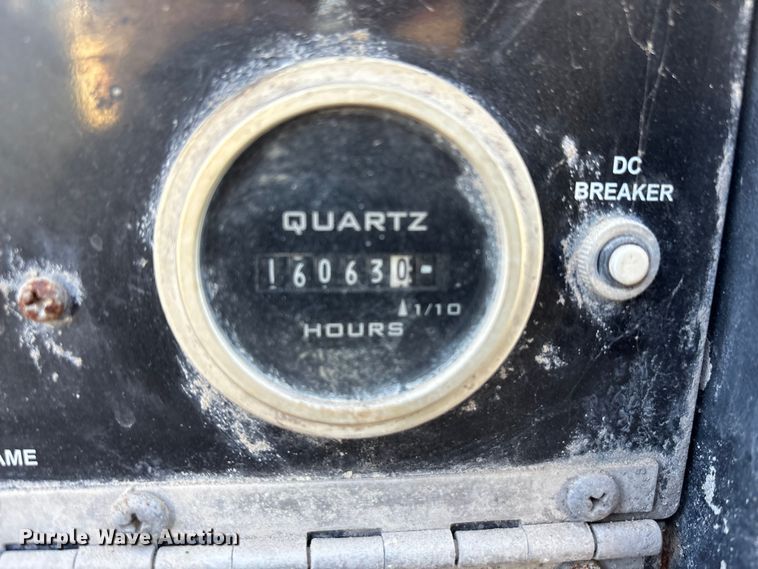 DC
BREAKER
QUARTZ
160630
1/10
HOURS
AME
Purple Wave Auction